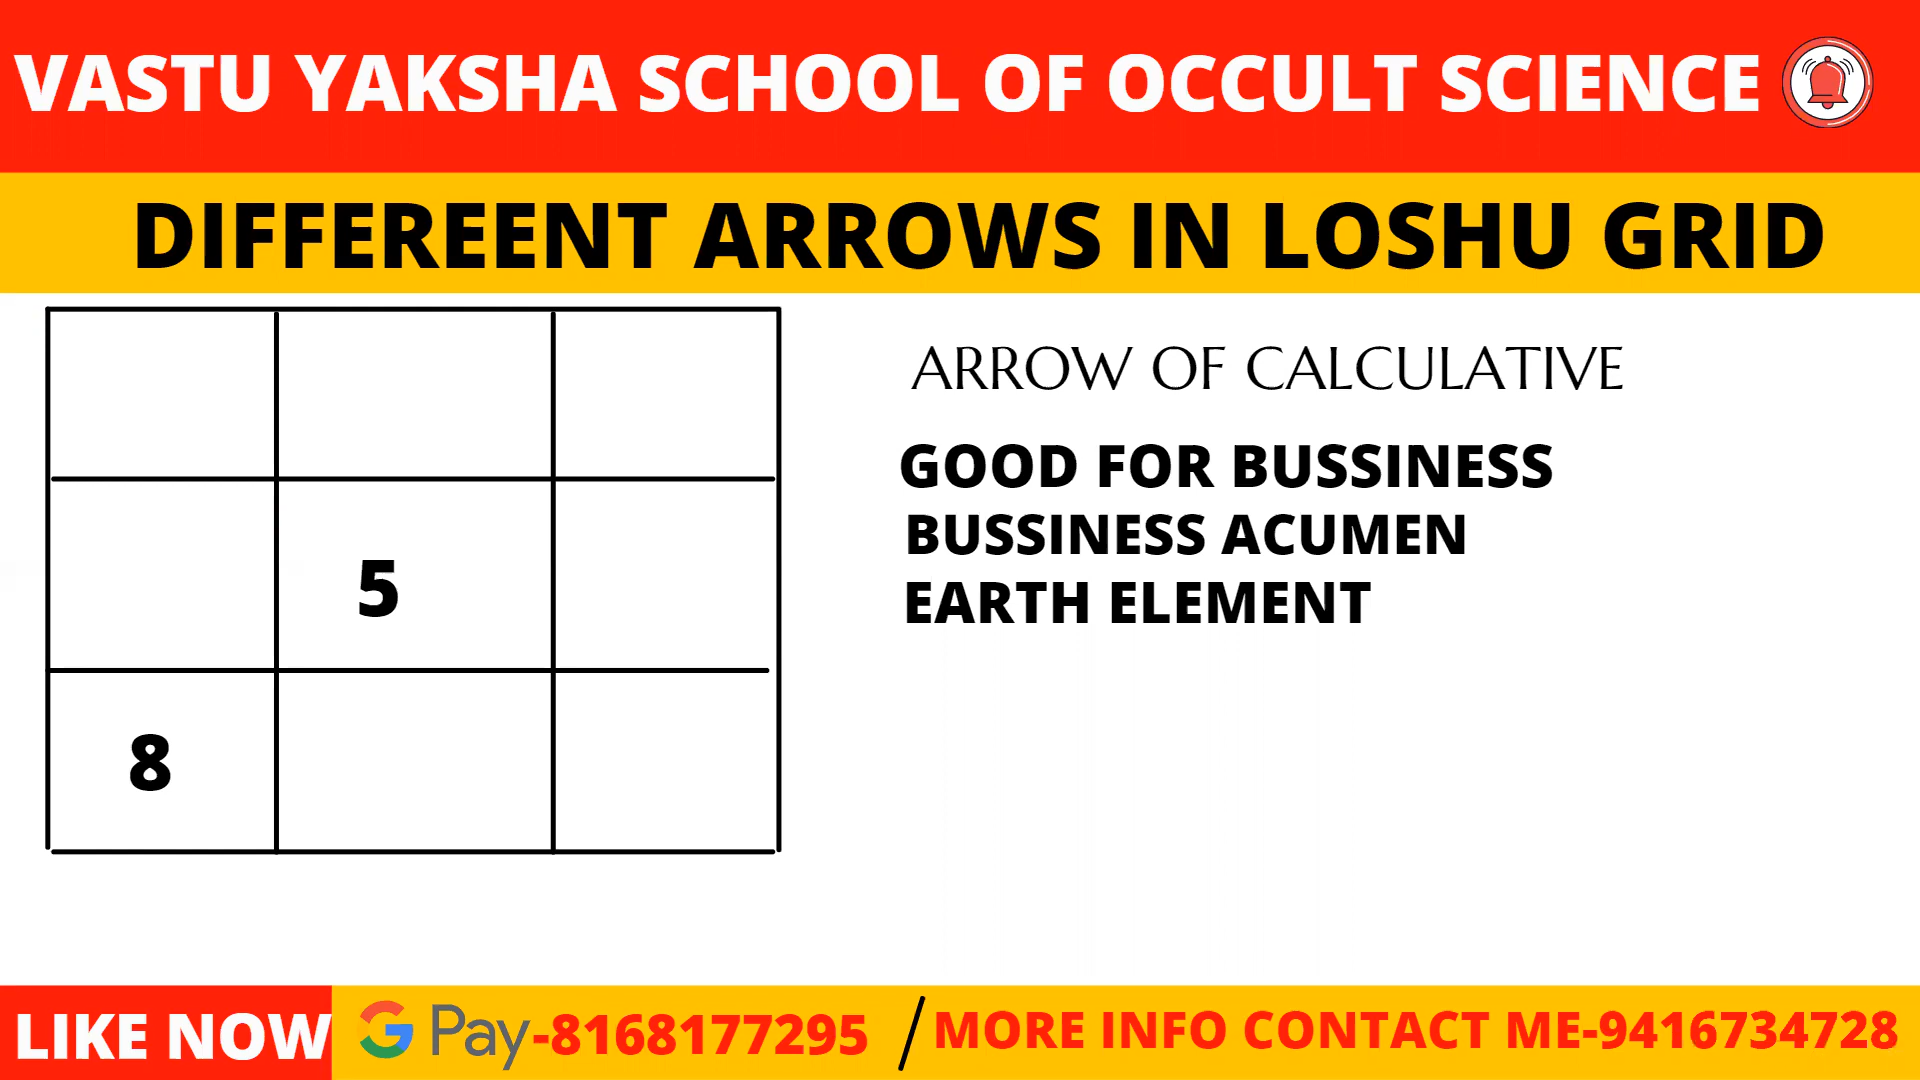 VASTU YAKSHA SCHOOL OF OCCULT SCIENCE
DIFFEREENT ARROWS IN LOSHU GRID
ARROW OF CALCULATIVE
GOOD FOR BUSSINESS
BUSSINESS ACUMEN
EARTH ELEMENT
5
8
LIKE NOW G Pay-8168177295 / MORE INFO CONTACT ME-9416734728